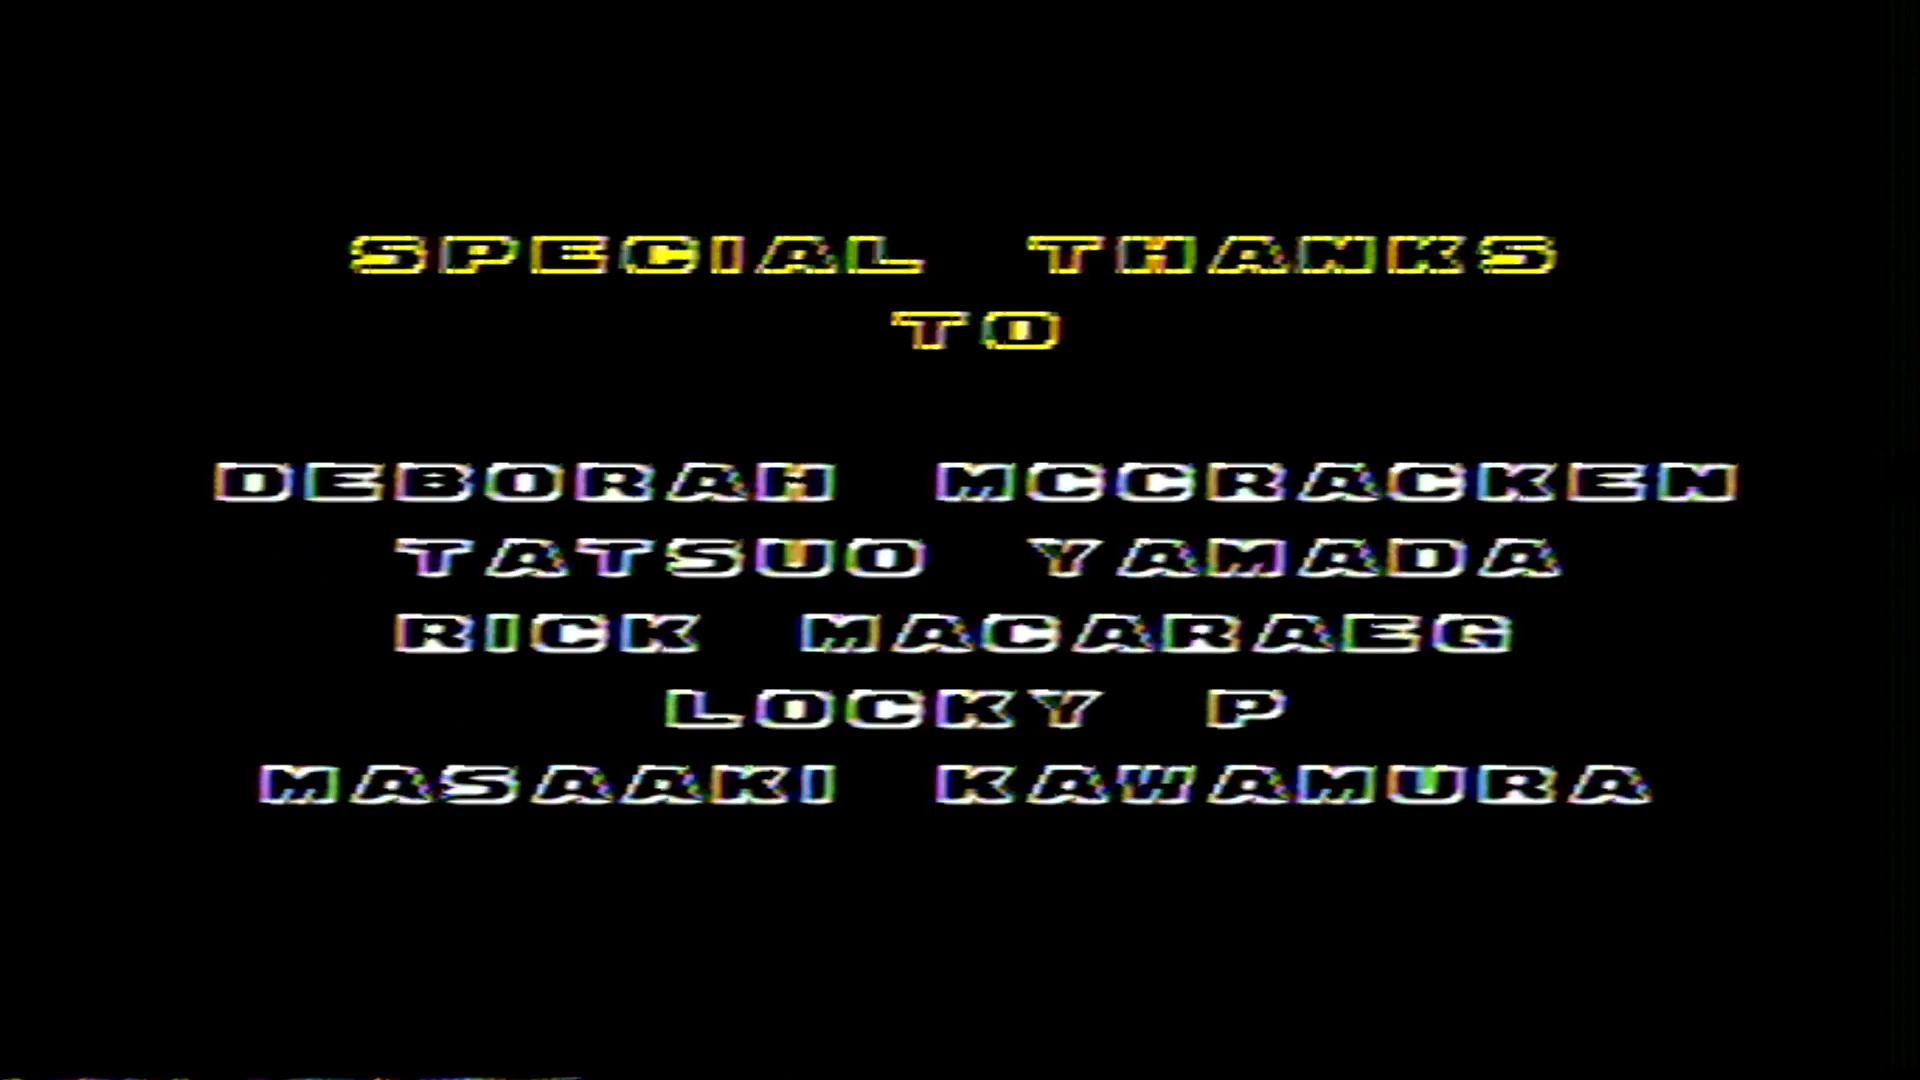 SPECIAL THANKS
TO
DEBORAH MCCRACKEN
TATSUO YAMADA
RICK MACARAEG
LOCKY P
MASAAKI KAWAMURA